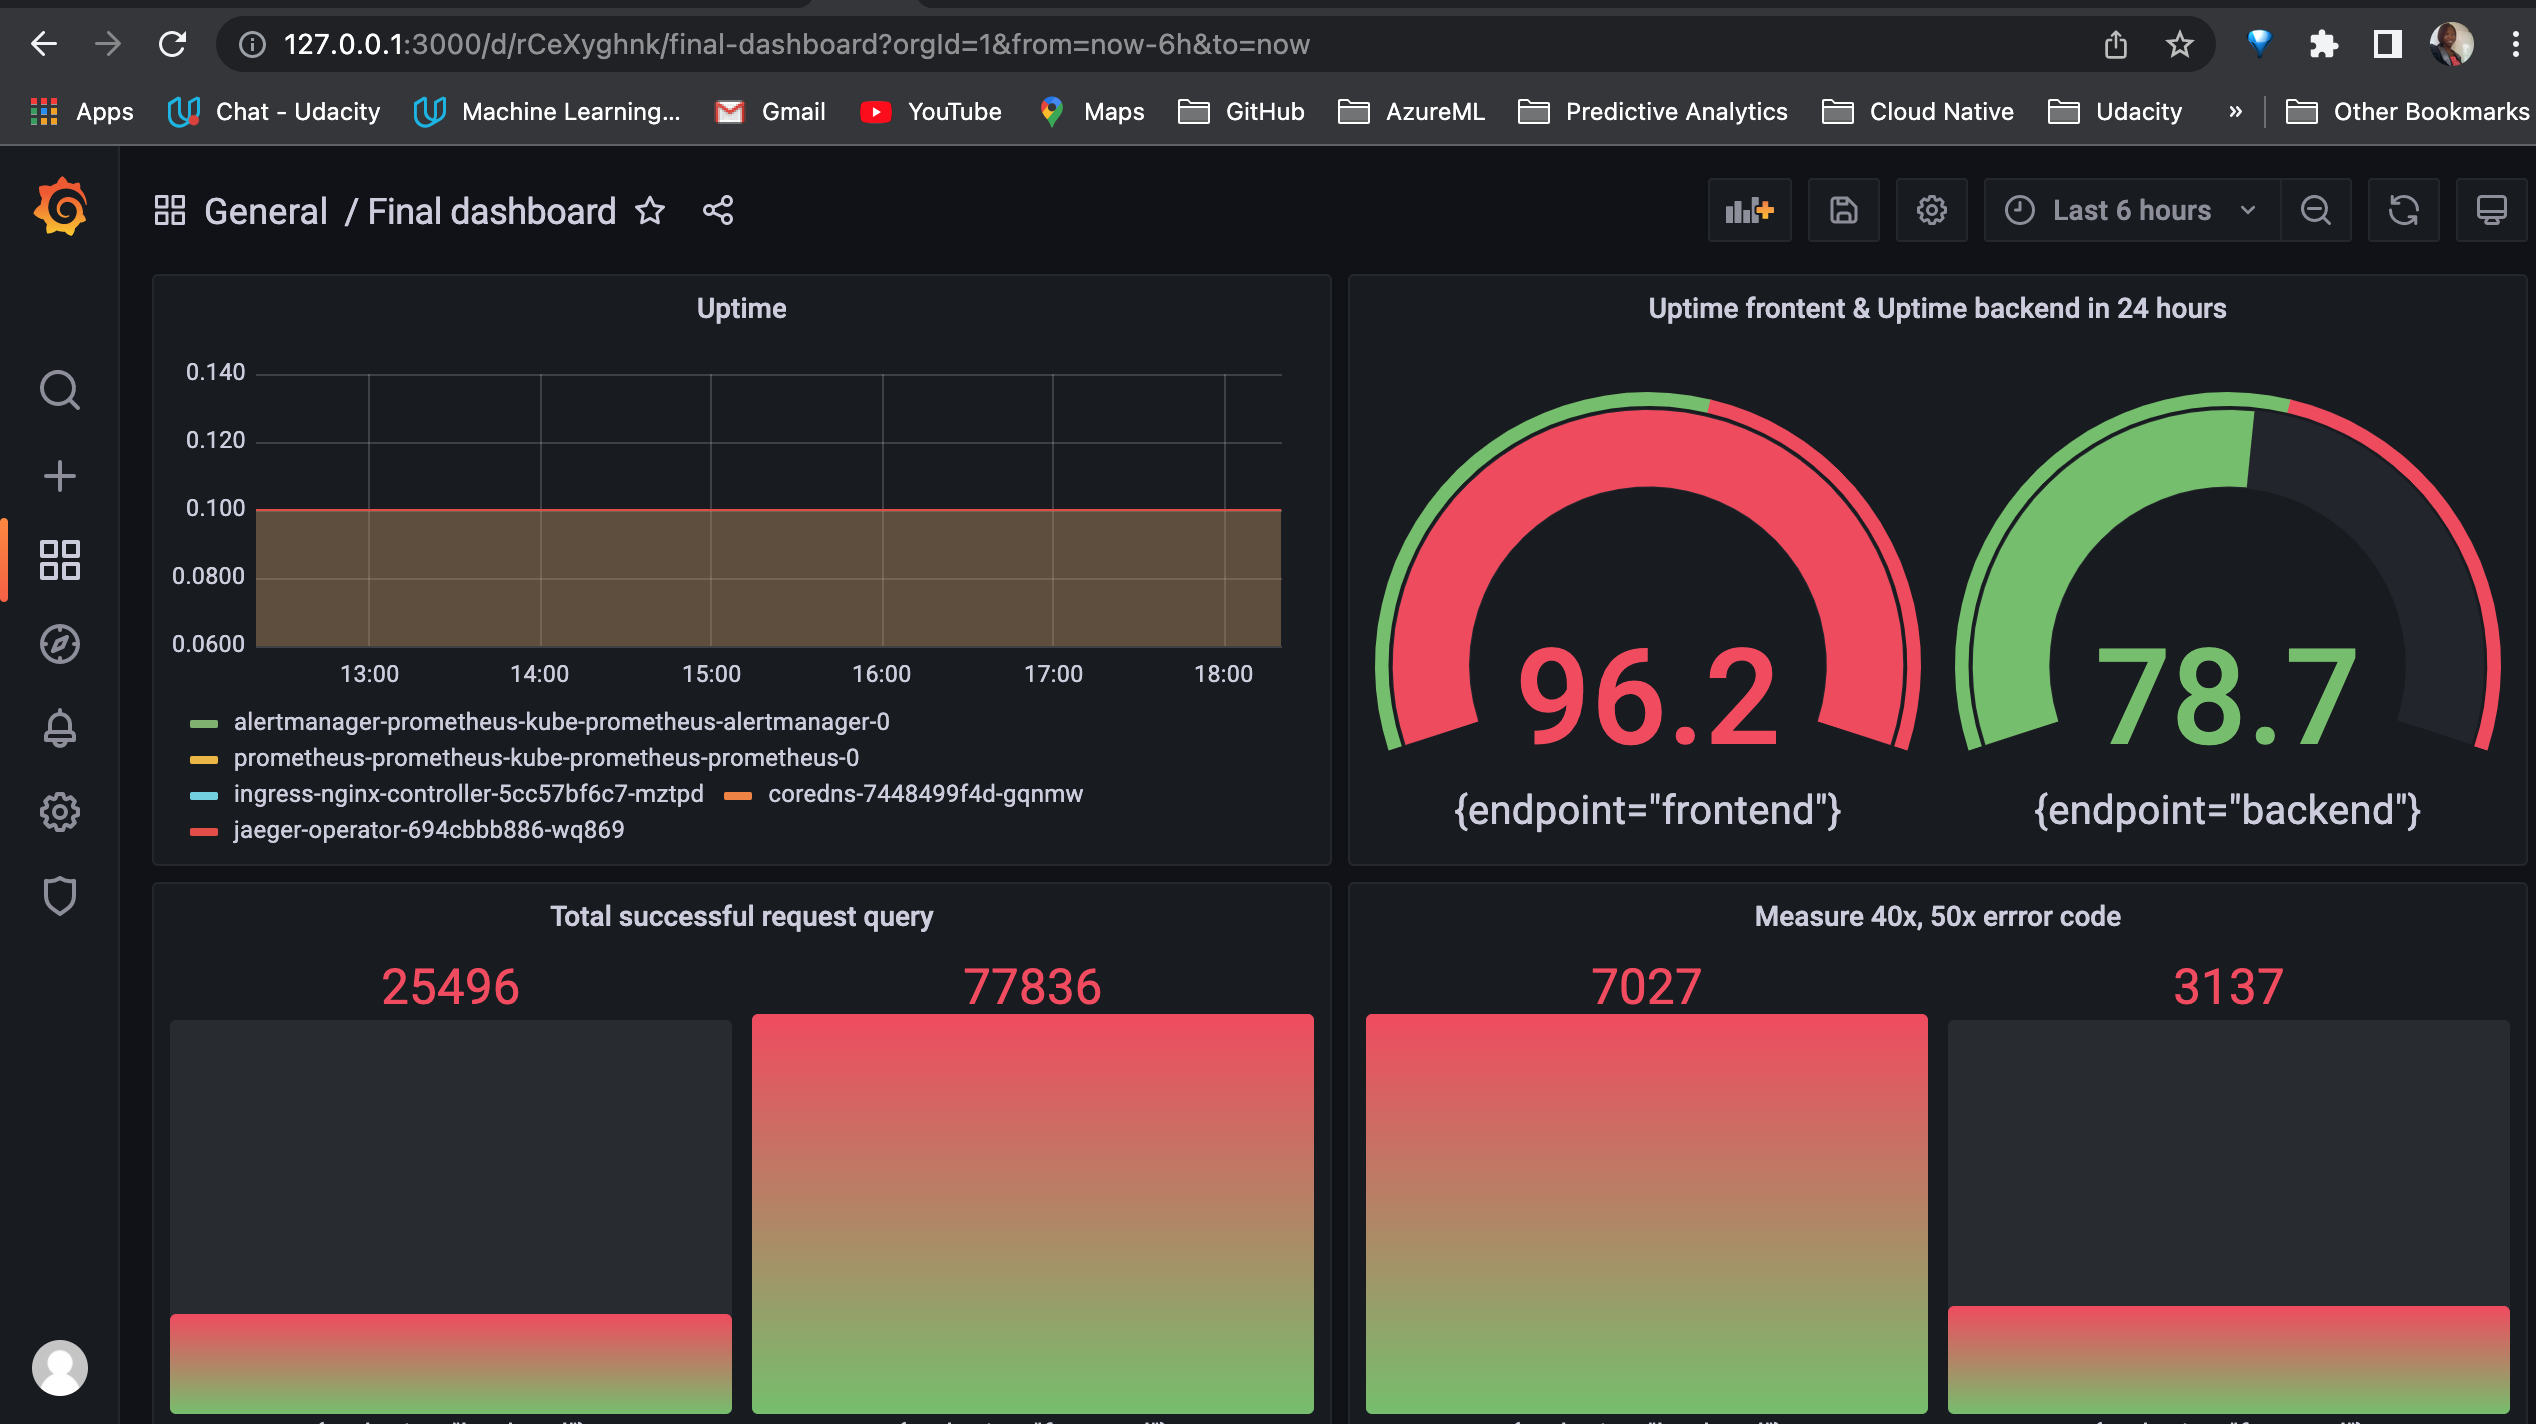 127.0.0.1:3000/d/rCeXyghnk/final-dashboard?orgId=1&from=now-6h&to=now
Apps Chat - Udacity Machine Learning... Gmail YouTube Maps GitHub AzureML Predictive Analytics Cloud Native Udacity » Other Bookmarks
General / Final dashboard Last 6 hours
Uptime
0.140
0.120
0.100
0.0800
0.0600
13:00 14:00 15:00 16:00 17:00 18:00
alertmanager-prometheus-kube-prometheus-alertmanager-0
prometheus-prometheus-kube-prometheus-prometheus-0
ingress-nginx-controller-5cc57bf6c7-mztpd coredns-7448499f4d-gqnmw
jaeger-operator-694cbbb886-wq869
Uptime frontent & Uptime backend in 24 hours
96.2 78.7
{endpoint="frontend"} {endpoint="backend"}
Total successful request query
25496 77836
Measure 40x, 50x errror code
7027 3137